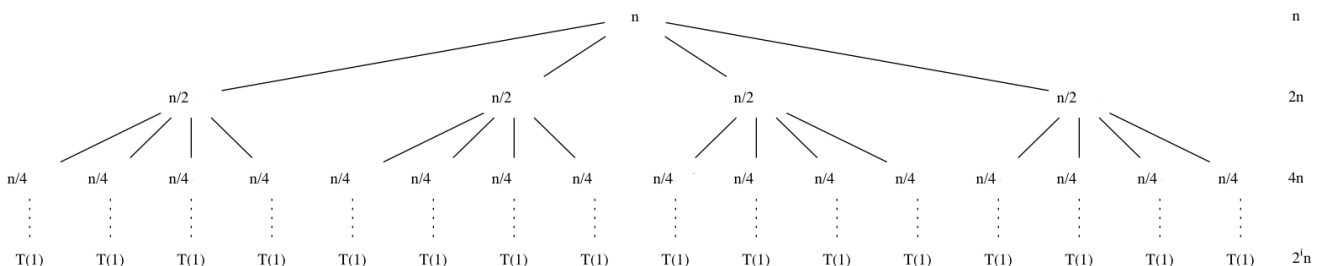 n n
n/2 n/2 n/2 n/2 2n
n/4 n/4 n/4 n/4 n/4 n/4 n/4 n/4 n/4 n/4 n/4 n/4 n/4 n/4 n/4 n/4 4n
T(1) T(1) T(1) T(1) T(1) T(1) T(1) T(1) T(1) T(1) T(1) T(1) T(1) T(1) T(1) T(1) 2ⁱn